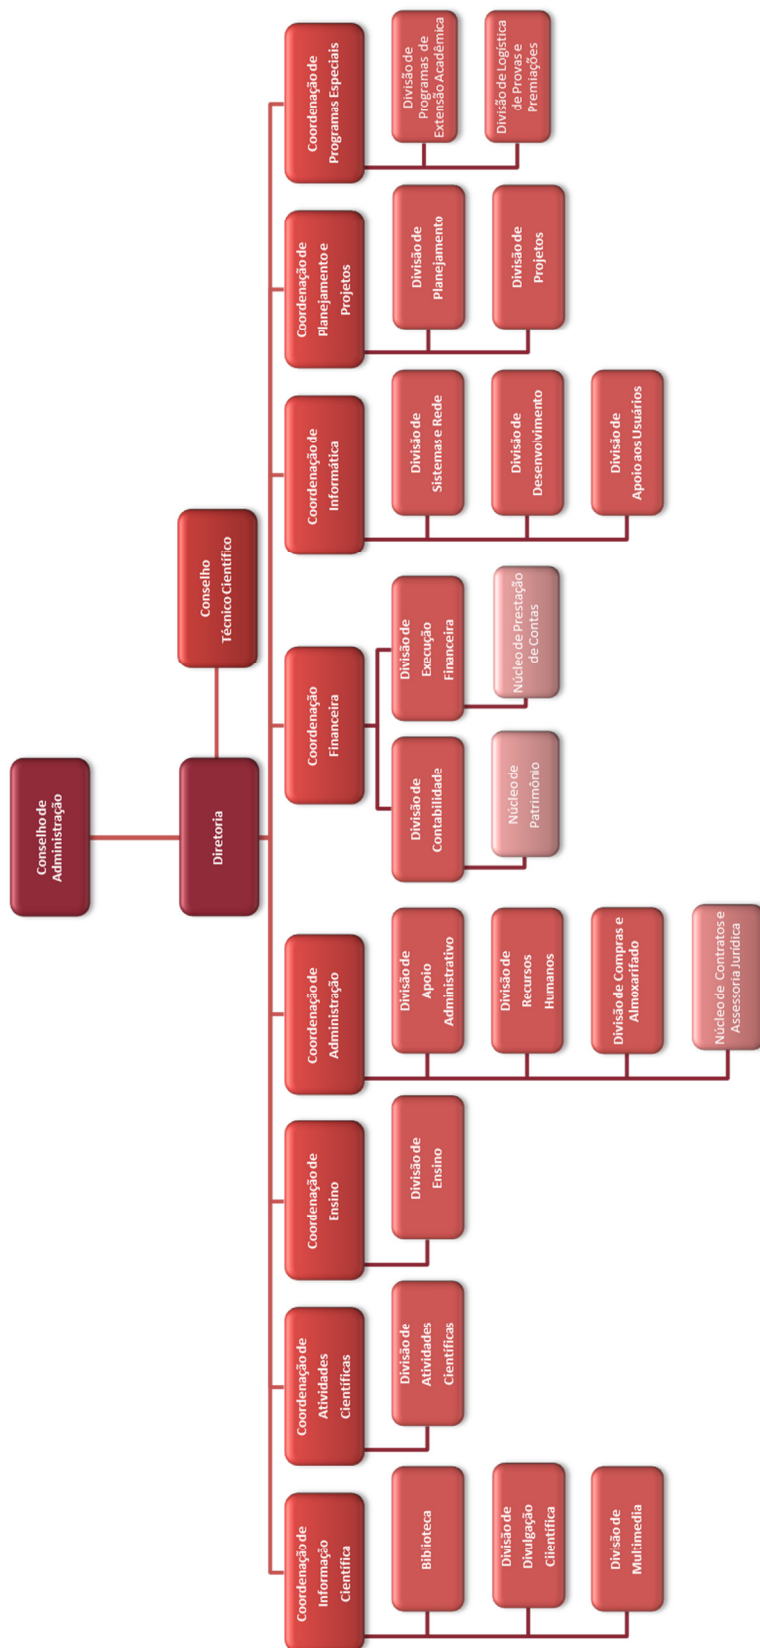 Conselho de
Administração
Diretoria
Conselho
Técnico Científico
Coordenação de
Informação
Científica
Biblioteca
Divisão de
Divulgação
Ciientífica
Divisão de
Multimedia
Coordenação de
Atividades
Científicas
Divisão de
Atividades
Científicas
Coordenação de
Ensino
Divisão de
Ensino
Coordenação de
Administração
Divisão de
Apoio
Administrativo
Divisão de
Recursos
Humanos
Divisão de Compras e
Almoxarifado
Núcleo de Contratos e
Assessoria Jurídica
Coordenação
Financeira
Divisão de
Contabilidade
Núcleo de
Patrimônio
Divisão de
Execução
Financeira
Núcleo de Prestação
de Contas
Coordenação de
Informática
Divisão de
Sistemas e Rede
Divisão de
Desenvolvimento
Divisão de
Apoio aos Usuários
Coordenação de
Planejamento e
Projetos
Divisão de
Planejamento
Divisão de
Projetos
Coordenação de
Programas Especiais
Divisão de
Programas de
Extensão Acadêmica
Divisão de Logística
de Provas e
Premiações